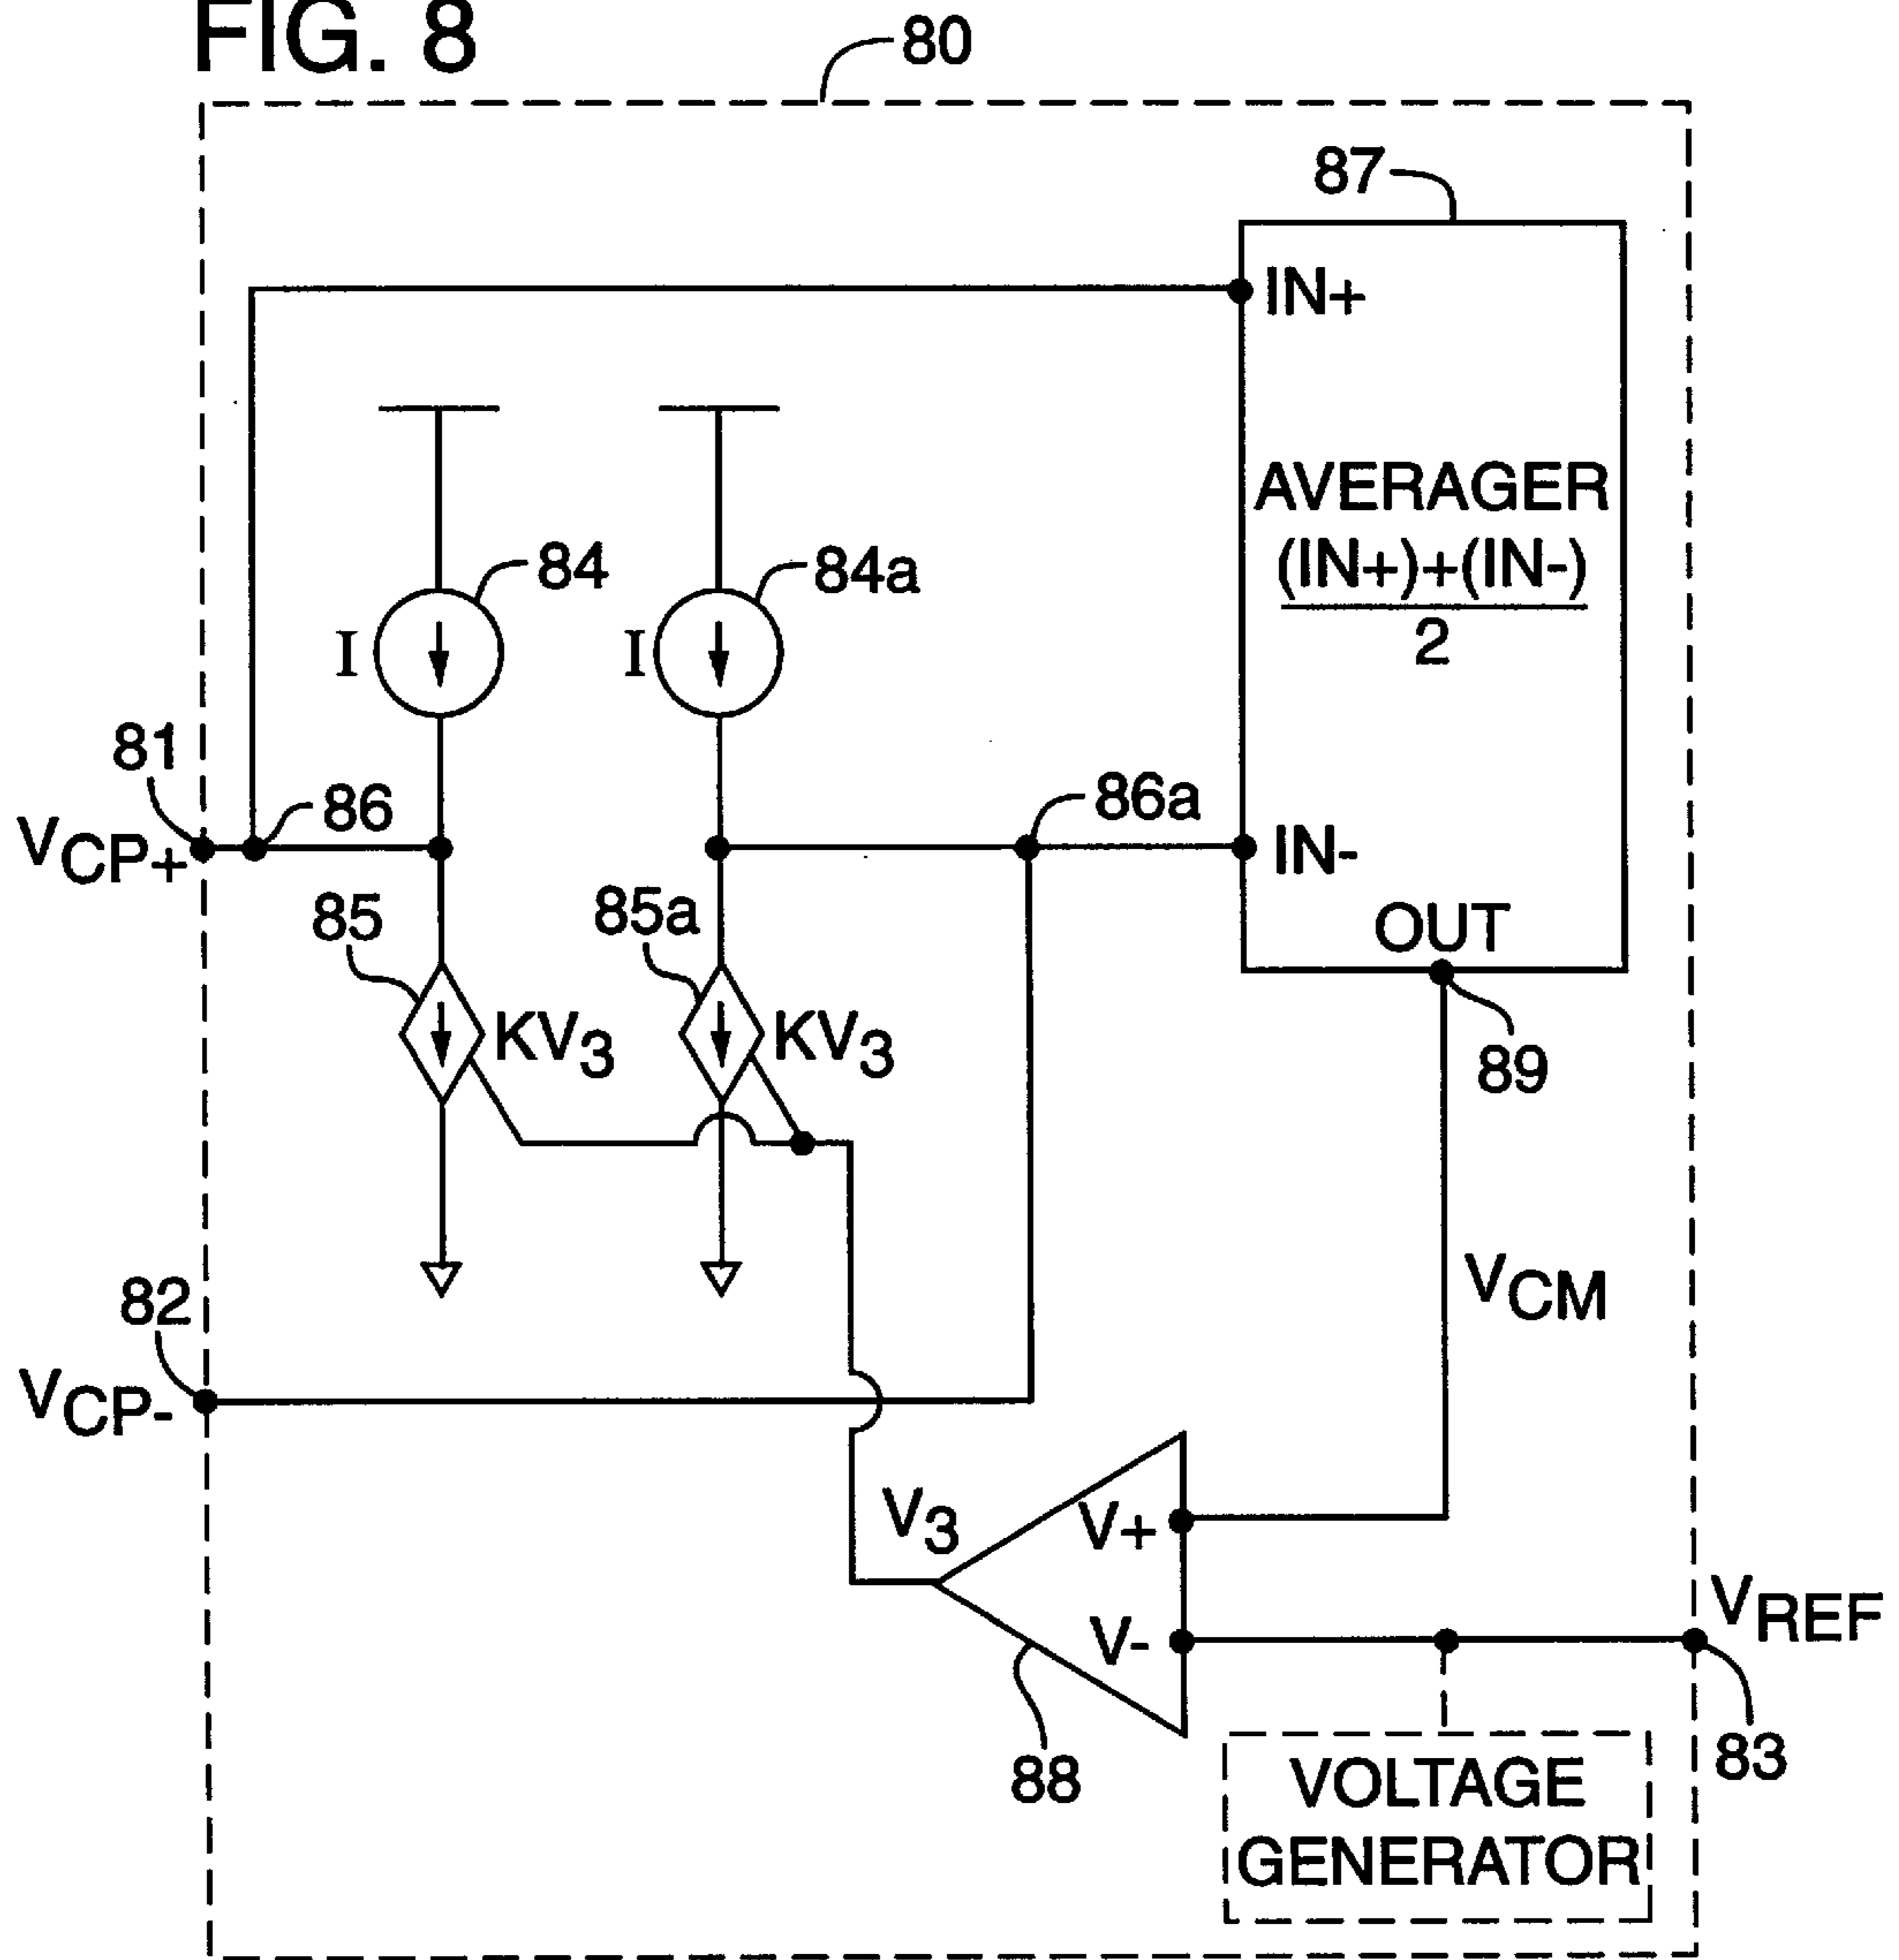 FIG. 8
80
87
IN+
AVERAGER
(IN+)+(IN-)
2
84
84a
I
I
81
86
86a
VCP+
IN-
85
85a
OUT
KV3
KV3
89
82
VCM
VCP-
V3
V+
VREF
V-
88
83
VOLTAGE
GENERATOR